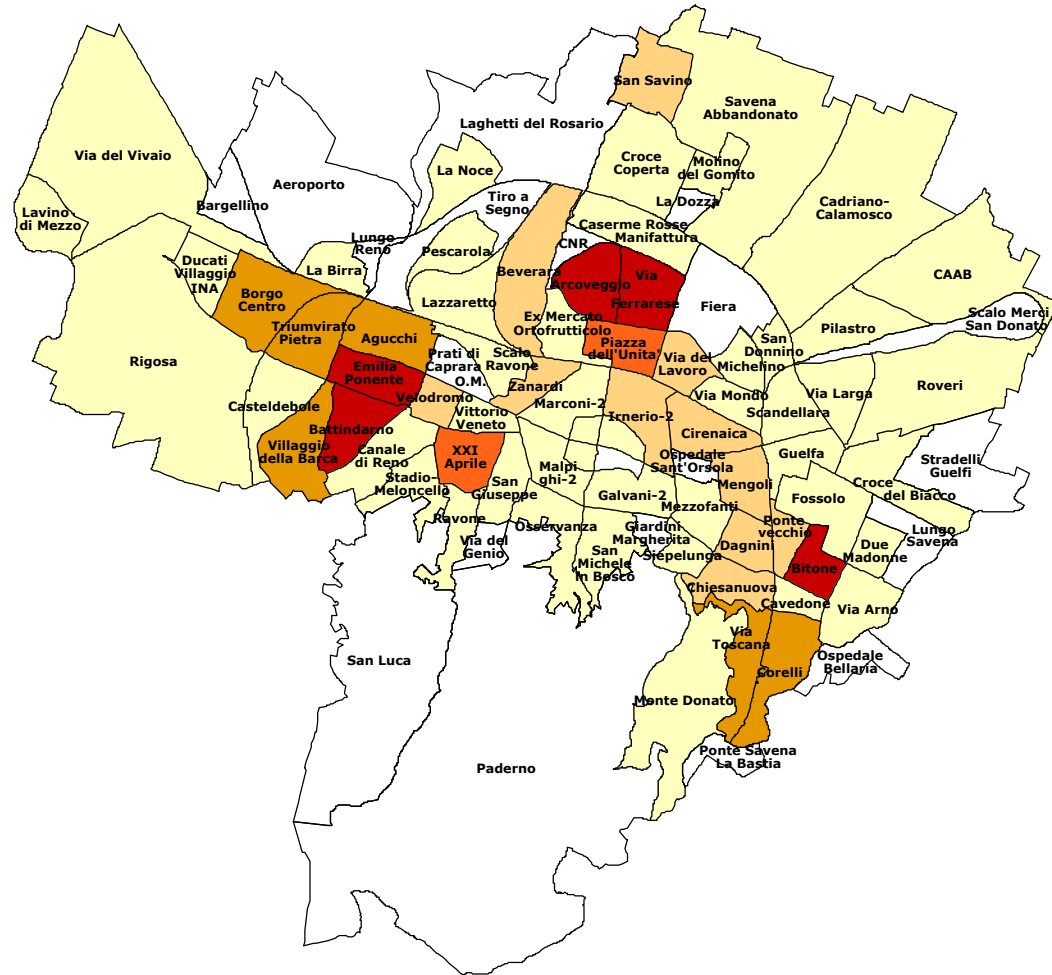 San Savino
Savena
Abbandonato
Laghetti del Rosario
Via del Vivaio
Croce
Coperta
Molino
del Gomito
La Noce
Aeroporto
Tiro a
Segno
La Dozza
Cadriano-
Calamosco
Bargellino
Lavino
di Mezzo
Lungo
Reno
Pescarola
Caserme Rosse
Manifattura
CNR
Ducati
Villaggio
INA
La Birra
Beverara
Arcoveggio
Via
Ferrarese
CAAB
Borgo
Centro
Lazzaretto
Fiera
Scalo Merci
San Donato
Triumvirato
Pietra
Agucchi
Ex Mercato
Ortofrutticolo
Pilastro
Piazza
dell'Unita'
San
Donnino
Michelino
Rigosa
Emilia
Ponente
Prati di
Caprara
O.M.
Scalo
Ravone
Via del
Lavoro
Zanardi
Via Mondo
Via Larga
Roveri
Casteldebole
Velodromo
Marconi-2
Irnerio-2
Scandellara
Battindarno
Vittorio
Veneto
Cirenaica
Villaggio
della Barca
Canale
di Reno
XXI
Aprile
Ospedale
Sant'Orsola
Guelfa
Stradelli
Guelfi
Stadio-
Meloncello
San
Giuseppe
Malpi
ghi-2
Mengoli
Croce
del Biacco
Galvani-2
Mezzofanti
Fossolo
Ravone
Osservanza
Giardini
Margherita
Ponte
vecchio
Lungo
Savena
Via del
Genio
San
Michele
In Bosco
Siepelunga
Dagnini
Due
Madonne
Bitone
Chiesanuova
Cavedone
Via Arno
Via
Toscana
San Luca
Corelli
Ospedale
Bellaria
Monte Donato
Ponte Savena
La Bastia
Paderno